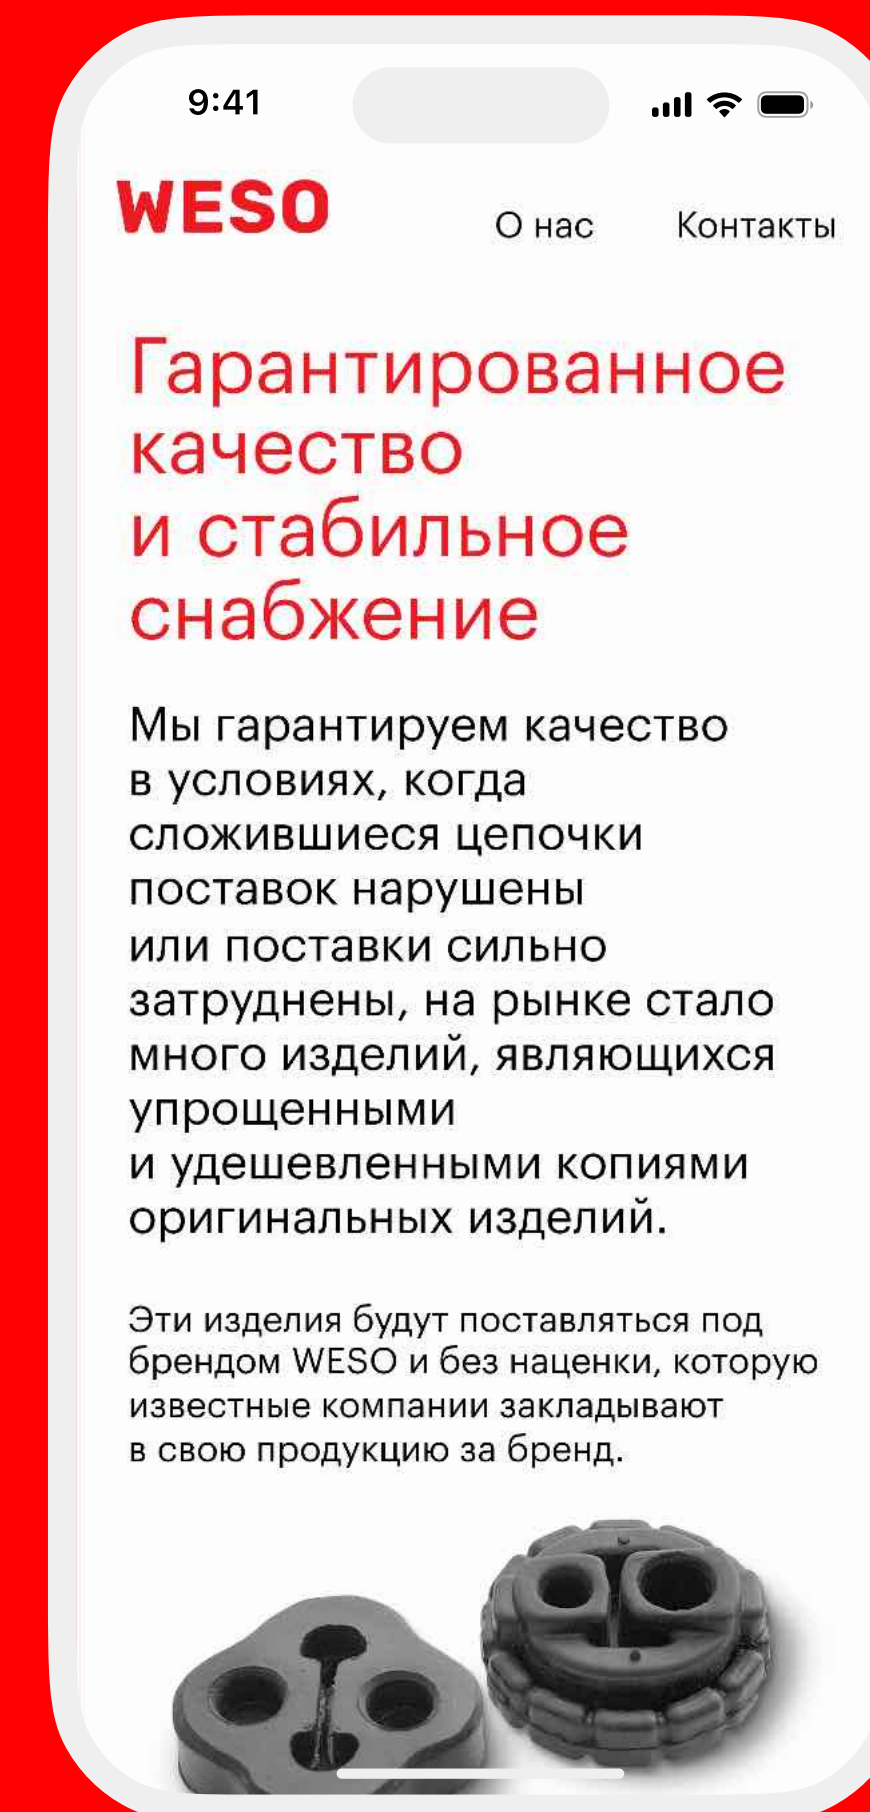 9:41
WESO
О нас Контакты
Гарантированное
качество
и стабильное
снабжение
Мы гарантируем качество
в условиях, когда
сложившиеся цепочки
поставок нарушены
или поставки сильно
затруднены, на рынке стало
много изделий, являющихся
упрощенными
и удешевленными копиями
оригинальных изделий.
Эти изделия будут поставляться под
брендом WESO и без наценки, которую
известные компании закладывают
в свою продукцию за бренд.